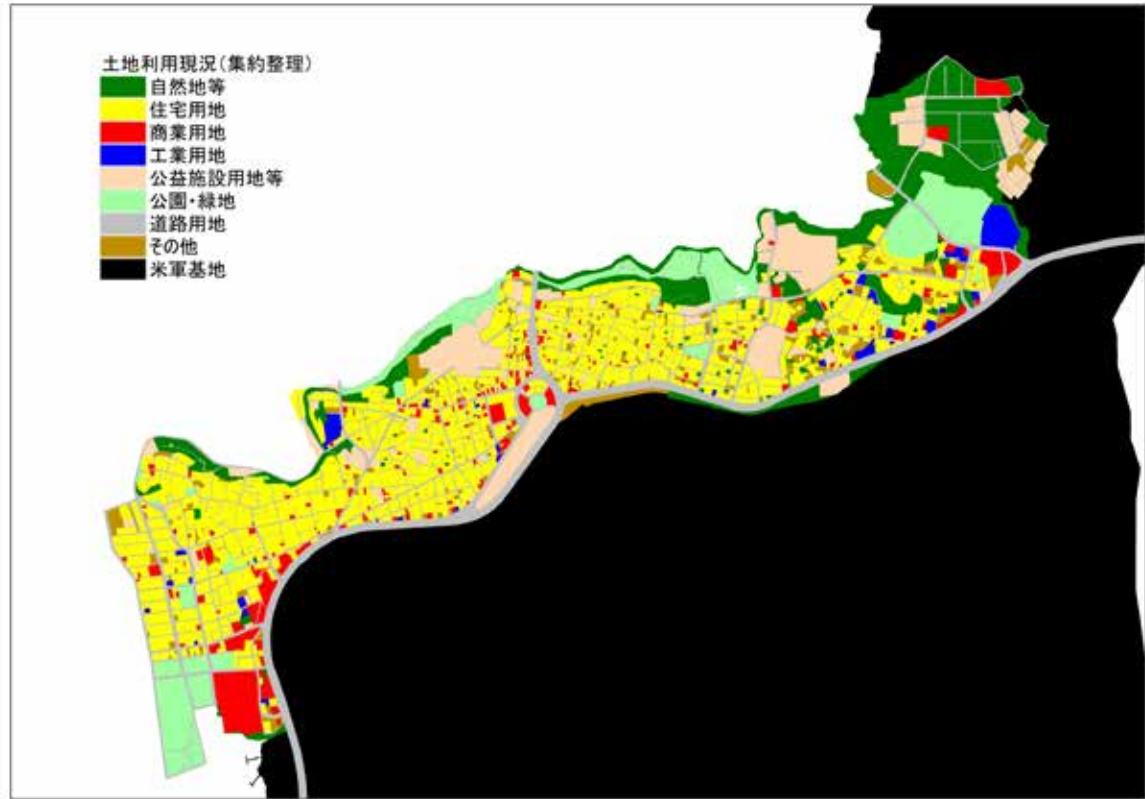 土地利用現況(集約整理)
自然地等
住宅用地
商業用地
工業用地
公益施設用地等
公園・緑地
道路用地
その他
米軍基地